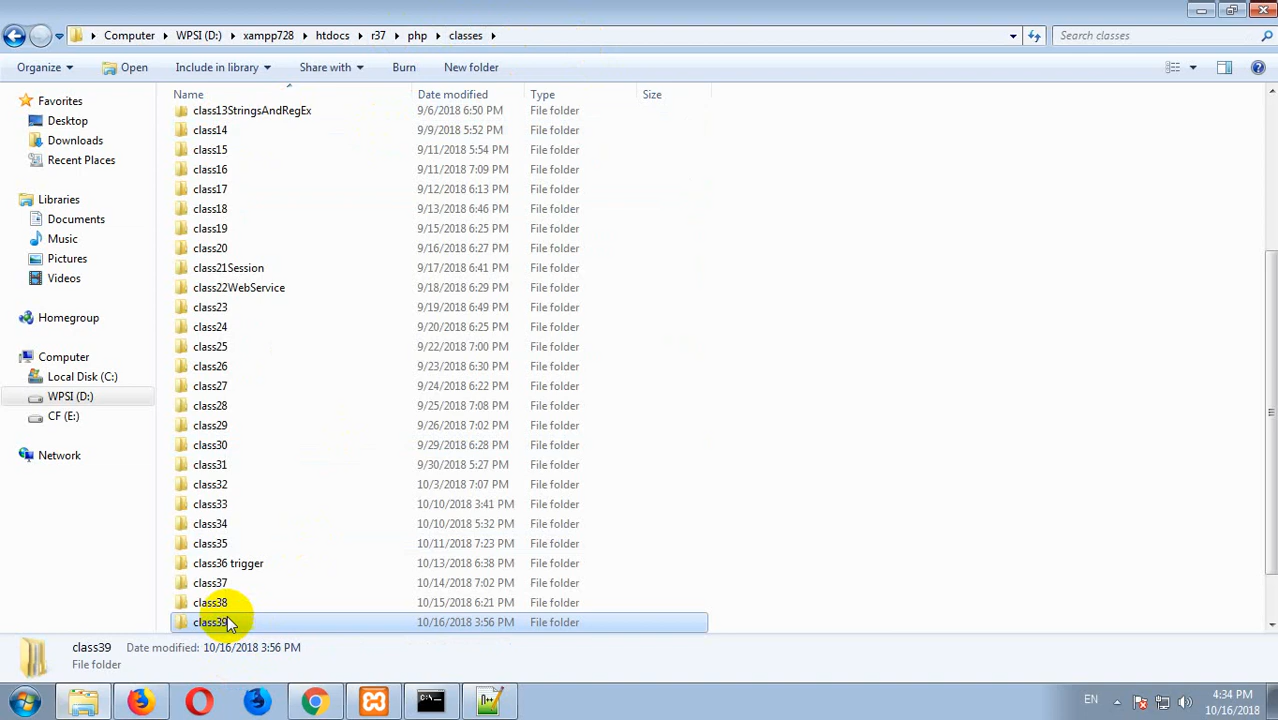 Computer WPSI (D:) xampp728 htdocs r37 php classes
Search classes
Organize Open Include in library Share with Burn New folder
Name Date modified Type Size
Favorites
Desktop
Downloads
Recent Places
Libraries
Documents
Music
Pictures
Videos
Homegroup
Computer
Local Disk (C:)
WPSI (D:)
CF (E:)
Network
class13StringsAndRegEx 9/6/2018 6:50 PM File folder
class14 9/9/2018 5:52 PM File folder
class15 9/11/2018 5:54 PM File folder
class16 9/11/2018 7:09 PM File folder
class17 9/12/2018 6:13 PM File folder
class18 9/13/2018 6:46 PM File folder
class19 9/15/2018 6:25 PM File folder
class20 9/16/2018 6:27 PM File folder
class21Session 9/17/2018 6:41 PM File folder
class22WebService 9/18/2018 6:29 PM File folder
class23 9/19/2018 6:49 PM File folder
class24 9/20/2018 6:25 PM File folder
class25 9/22/2018 7:00 PM File folder
class26 9/23/2018 6:30 PM File folder
class27 9/24/2018 6:22 PM File folder
class28 9/25/2018 7:08 PM File folder
class29 9/26/2018 7:02 PM File folder
class30 9/29/2018 6:28 PM File folder
class31 9/30/2018 5:27 PM File folder
class32 10/3/2018 7:07 PM File folder
class33 10/10/2018 3:41 PM File folder
class34 10/10/2018 5:32 PM File folder
class35 10/11/2018 7:23 PM File folder
class36 trigger 10/13/2018 6:38 PM File folder
class37 10/14/2018 7:02 PM File folder
class38 10/15/2018 6:21 PM File folder
class39 10/16/2018 3:56 PM File folder
class39 Date modified: 10/16/2018 3:56 PM
File folder
EN
4:34 PM
10/16/2018